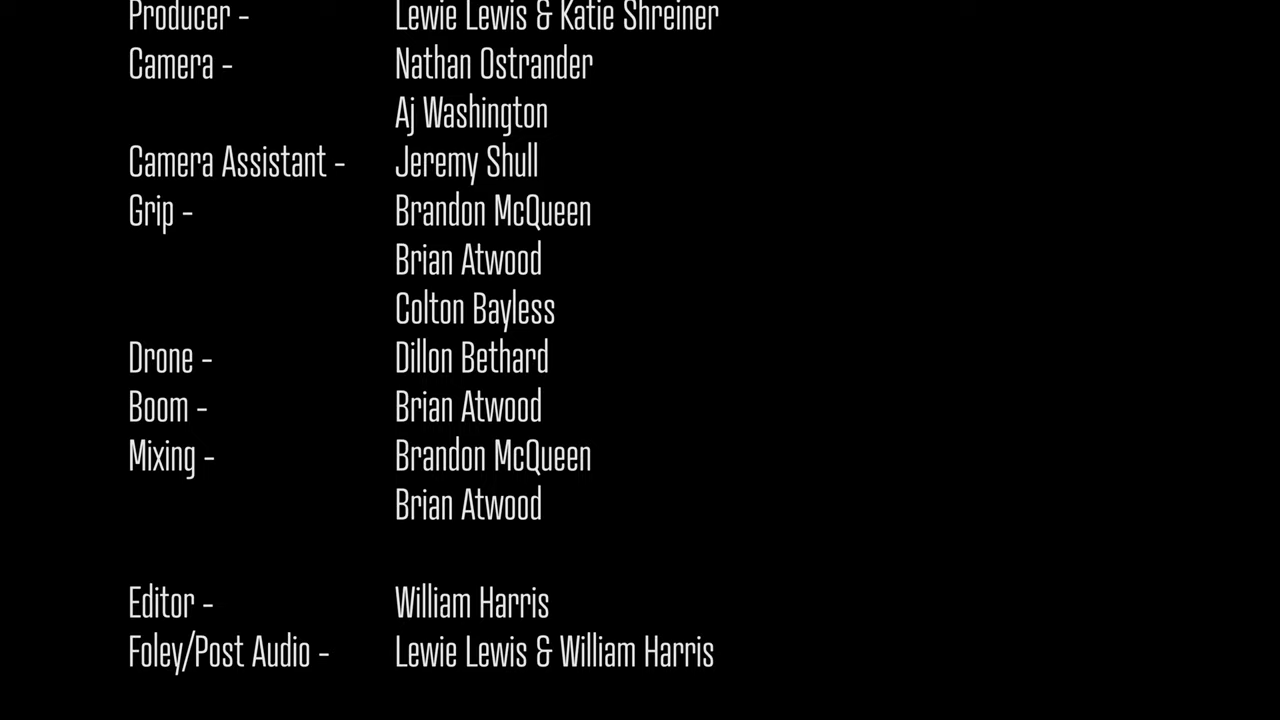 Producer - Lewie Lewis & Katie Shreiner
Camera - Nathan Ostrander
Aj Washington
Camera Assistant - Jeremy Shull
Grip - Brandon McQueen
Brian Atwood
Colton Bayless
Drone - Dillon Bethard
Boom - Brian Atwood
Mixing - Brandon McQueen
Brian Atwood
Editor - William Harris
Foley/Post Audio - Lewie Lewis & William Harris